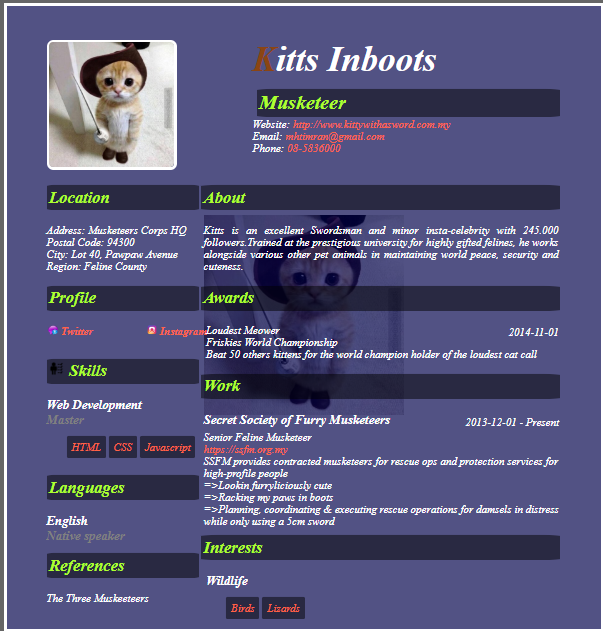 Kitts Inboots
Musketeer
Website: http://www.kittywithasword.com.my
Email: mhtimran@gmail.com
Phone: 08-5836000
Location
Address: Musketeers Corps HQ
Postal Code: 94300
City: Lot 40, Pawpaw Avenue
Region: Feline County
Profile
Twitter Instagram
Skills
Web Development
Master
HTML CSS Javascript
Languages
English
Native speaker
References
The Three Muskeeteers
About
Kitts is an excellent Swordsman and minor insta-celebrity with 245.000
followers.Trained at the prestigious university for highly gifted felines, he works
alongside various other pet animals in maintaining world peace, security and
cuteness.
Awards
Loudest Meower 2014-11-01
Friskies World Championship
Beat 50 others kittens for the world champion holder of the loudest cat call
Work
Secret Society of Furry Musketeers 2013-12-01 - Present
Senior Feline Musketeer
https://ssfm.org.my
SSFM provides contracted musketeers for rescue ops and protection services for
high-profile people
=>Lookin furryliciously cute
=>Racking my paws in boots
=>Planning, coordinating & executing rescue operations for damsels in distress
while only using a 5cm sword
Interests
Wildlife
Birds Lizards